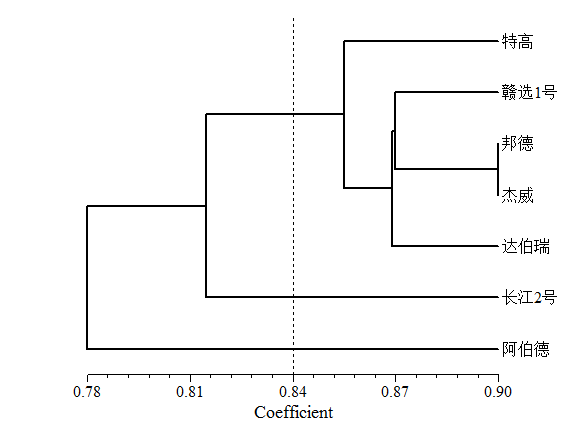 特高
赣选1号
邦德
杰威
达伯瑞
长江2号
阿伯德
0.78 0.81 0.84 0.87 0.90
Coefficient